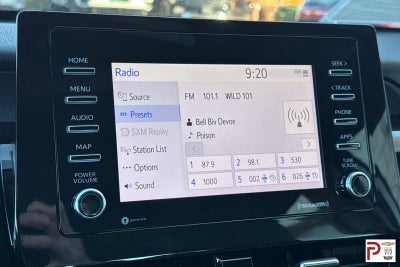 HOME
MENU
AUDIO
MAP
POWER
VOLUME
Radio
9:20
Source
Presets
SXM Replay
Station List
Options
Sound
FM 101.1 WILD 101
Bell Biv Devoe
Poison
1 87.9 2 98.1 3 530
4 1000 5 002 6 026
SEEK >
< TRACK
PHONE
APPS
TUNE
SCROLL
SiriusXM
P